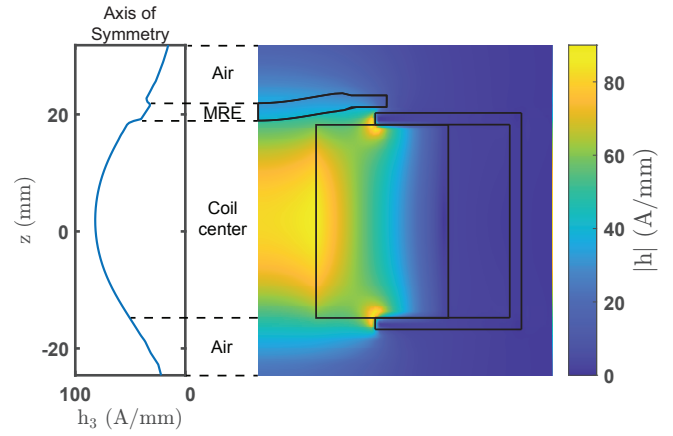 Axis of
Symmetry
Air
MRE
Coil
center
Air
20
0
-20
z (mm)
100
0
h₃ (A/mm)
80
60
40
20
0
|h| (A/mm)